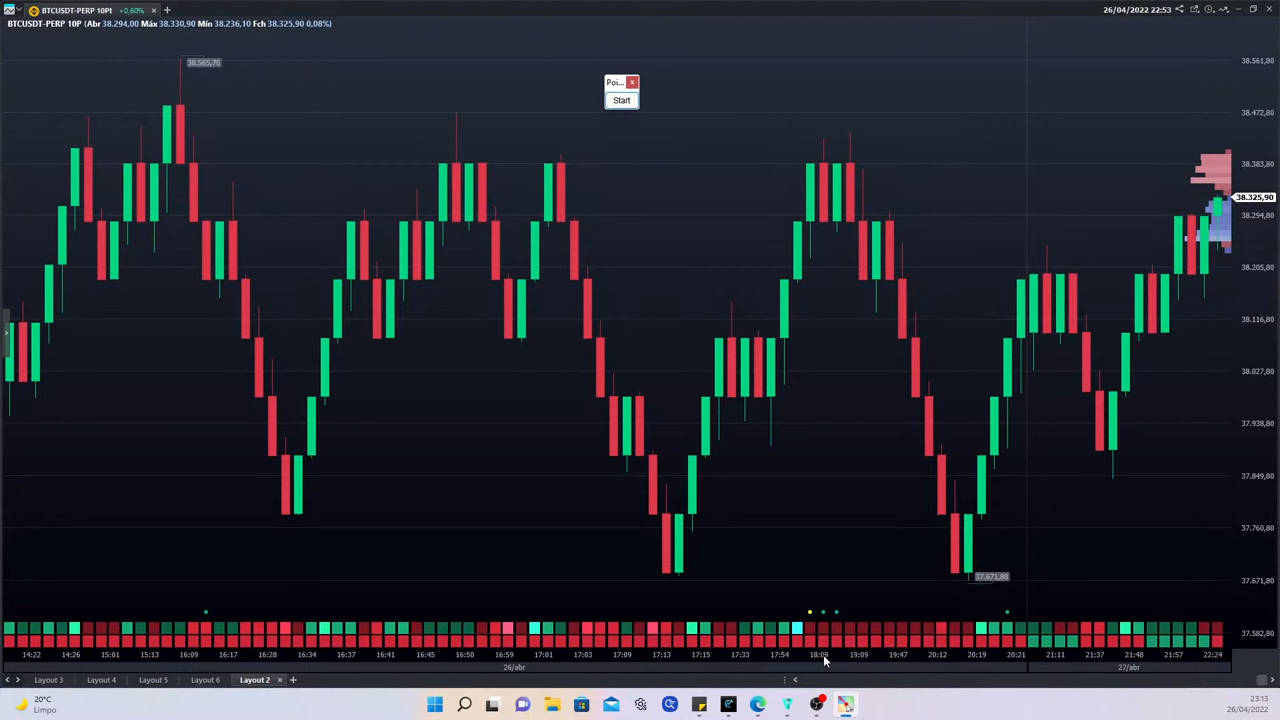 BTCUSDT-PERP 10Pt +0,60%
26/04/2022 22:53
BTCUSDT-PERP 10P (Abr 38.294,00 Máx 38.330,90 Mín 38.236,10 Fch 38.325,90 0,08%)
38.565,70
Poi...
Start
38.561,80
38.472,80
38.383,80
38.325,90
38.294,80
38.205,80
38.116,80
38.027,80
37.938,80
37.849,80
37.760,80
37.671,80
37.671,80
37.582,80
14:22 14:26 15:01 15:13 16:09 16:17 16:28 16:34 16:38 16:41 16:45 16:50 16:59 17:01 17:03 17:09 17:13 17:15 17:33 17:54 18:09 19:09 19:47 20:12 20:19 20:21 21:11 21:37 21:48 21:57 22:24
26/abr 27/abr
Layout 3 Layout 4 Layout 5 Layout 6 Layout 2
20°C
Limpo
23:13
26/04/2022